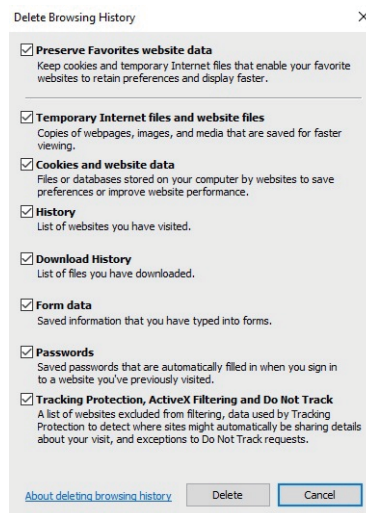 Delete Browsing History
Preserve Favorites website data
Keep cookies and temporary Internet files that enable your favorite
websites to retain preferences and display faster.
Temporary Internet files and website files
Copies of webpages, images, and media that are saved for faster
viewing.
Cookies and website data
Files or databases stored on your computer by websites to save
preferences or improve website performance.
History
List of websites you have visited.
Download History
List of files you have downloaded.
Form data
Saved information that you have typed into forms.
Passwords
Saved passwords that are automatically filled in when you sign in
to a website you've previously visited.
Tracking Protection, ActiveX Filtering and Do Not Track
A list of websites excluded from filtering, data used by Tracking
Protection to detect where sites might automatically be sharing details
about your visit, and exceptions to Do Not Track requests.
About deleting browsing history Delete Cancel